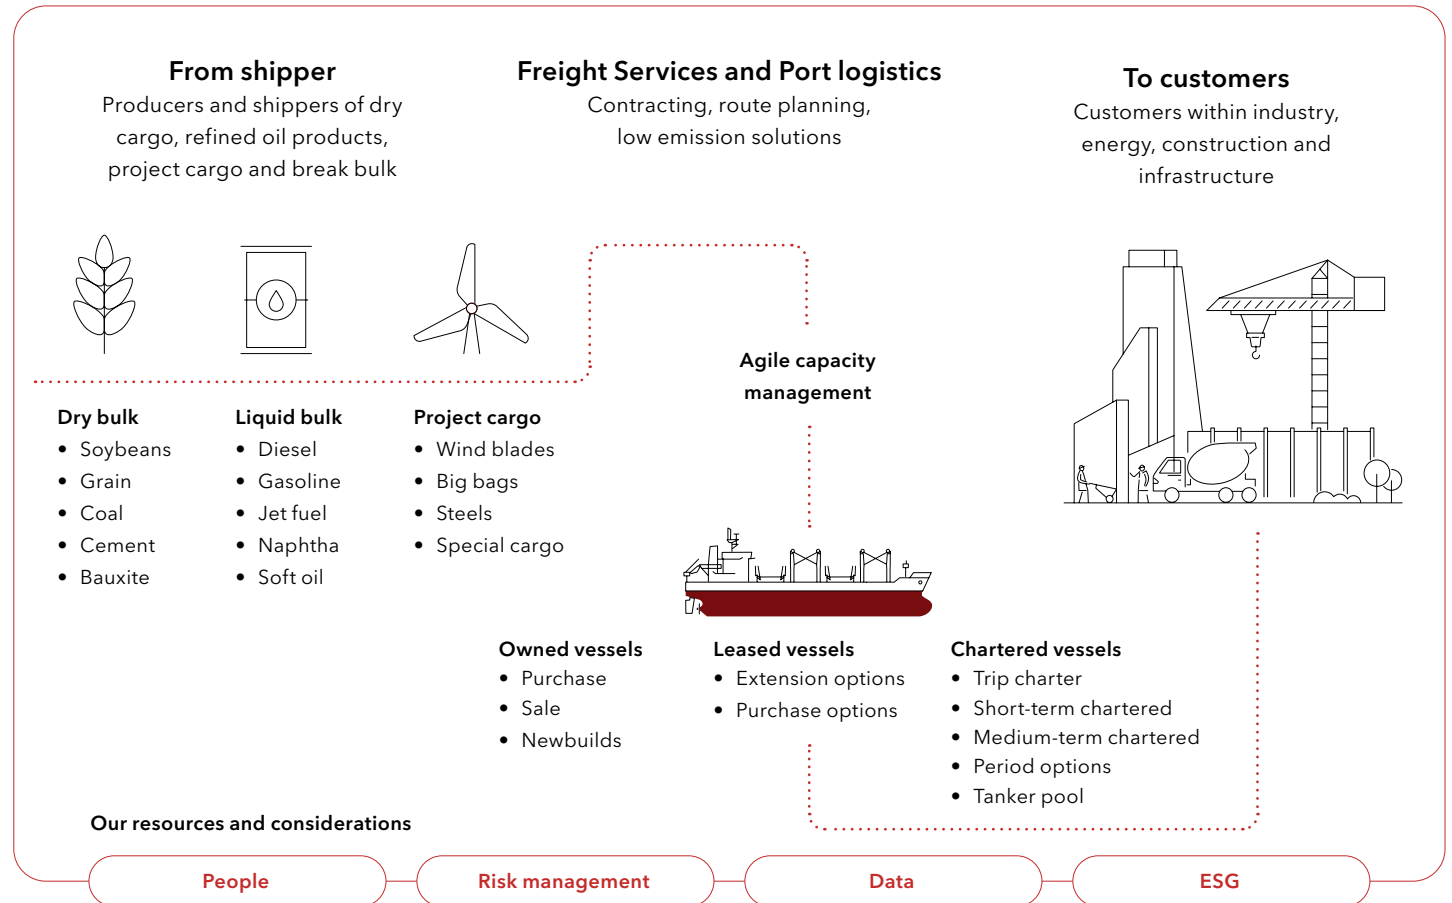 From shipper
Producers and shippers of dry
cargo, refined oil products,
project cargo and break bulk
Freight Services and Port logistics
Contracting, route planning,
low emission solutions
To customers
Customers within industry,
energy, construction and
infrastructure
Agile capacity
management
Dry bulk
• Soybeans
• Grain
• Coal
• Cement
• Bauxite
Liquid bulk
• Diesel
• Gasoline
• Jet fuel
• Naphtha
• Soft oil
Project cargo
• Wind blades
• Big bags
• Steels
• Special cargo
Owned vessels
• Purchase
• Sale
• Newbuilds
Leased vessels
• Extension options
• Purchase options
Chartered vessels
• Trip charter
• Short-term chartered
• Medium-term chartered
• Period options
• Tanker pool
Our resources and considerations
People
Risk management
Data
ESG